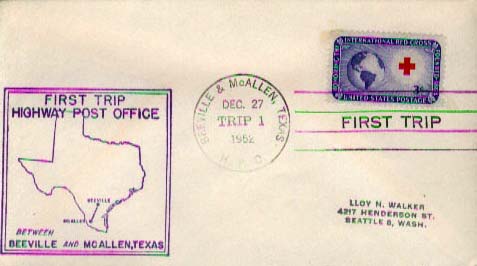 FIRST TRIP
HIGHWAY POST OFFICE
BEEVILLE
McALLEN
BETWEEN
BEEVILLE AND McALLEN, TEXAS
BEEVILLE & McALLEN, TEXAS
DEC. 27
TRIP 1
1952
H.P.O.
INTERNATIONAL RED CROSS
3¢
UNITED STATES POSTAGE
FIRST TRIP
LLOY N. WALKER
4217 HENDERSON ST.
SEATTLE 8, WASH.